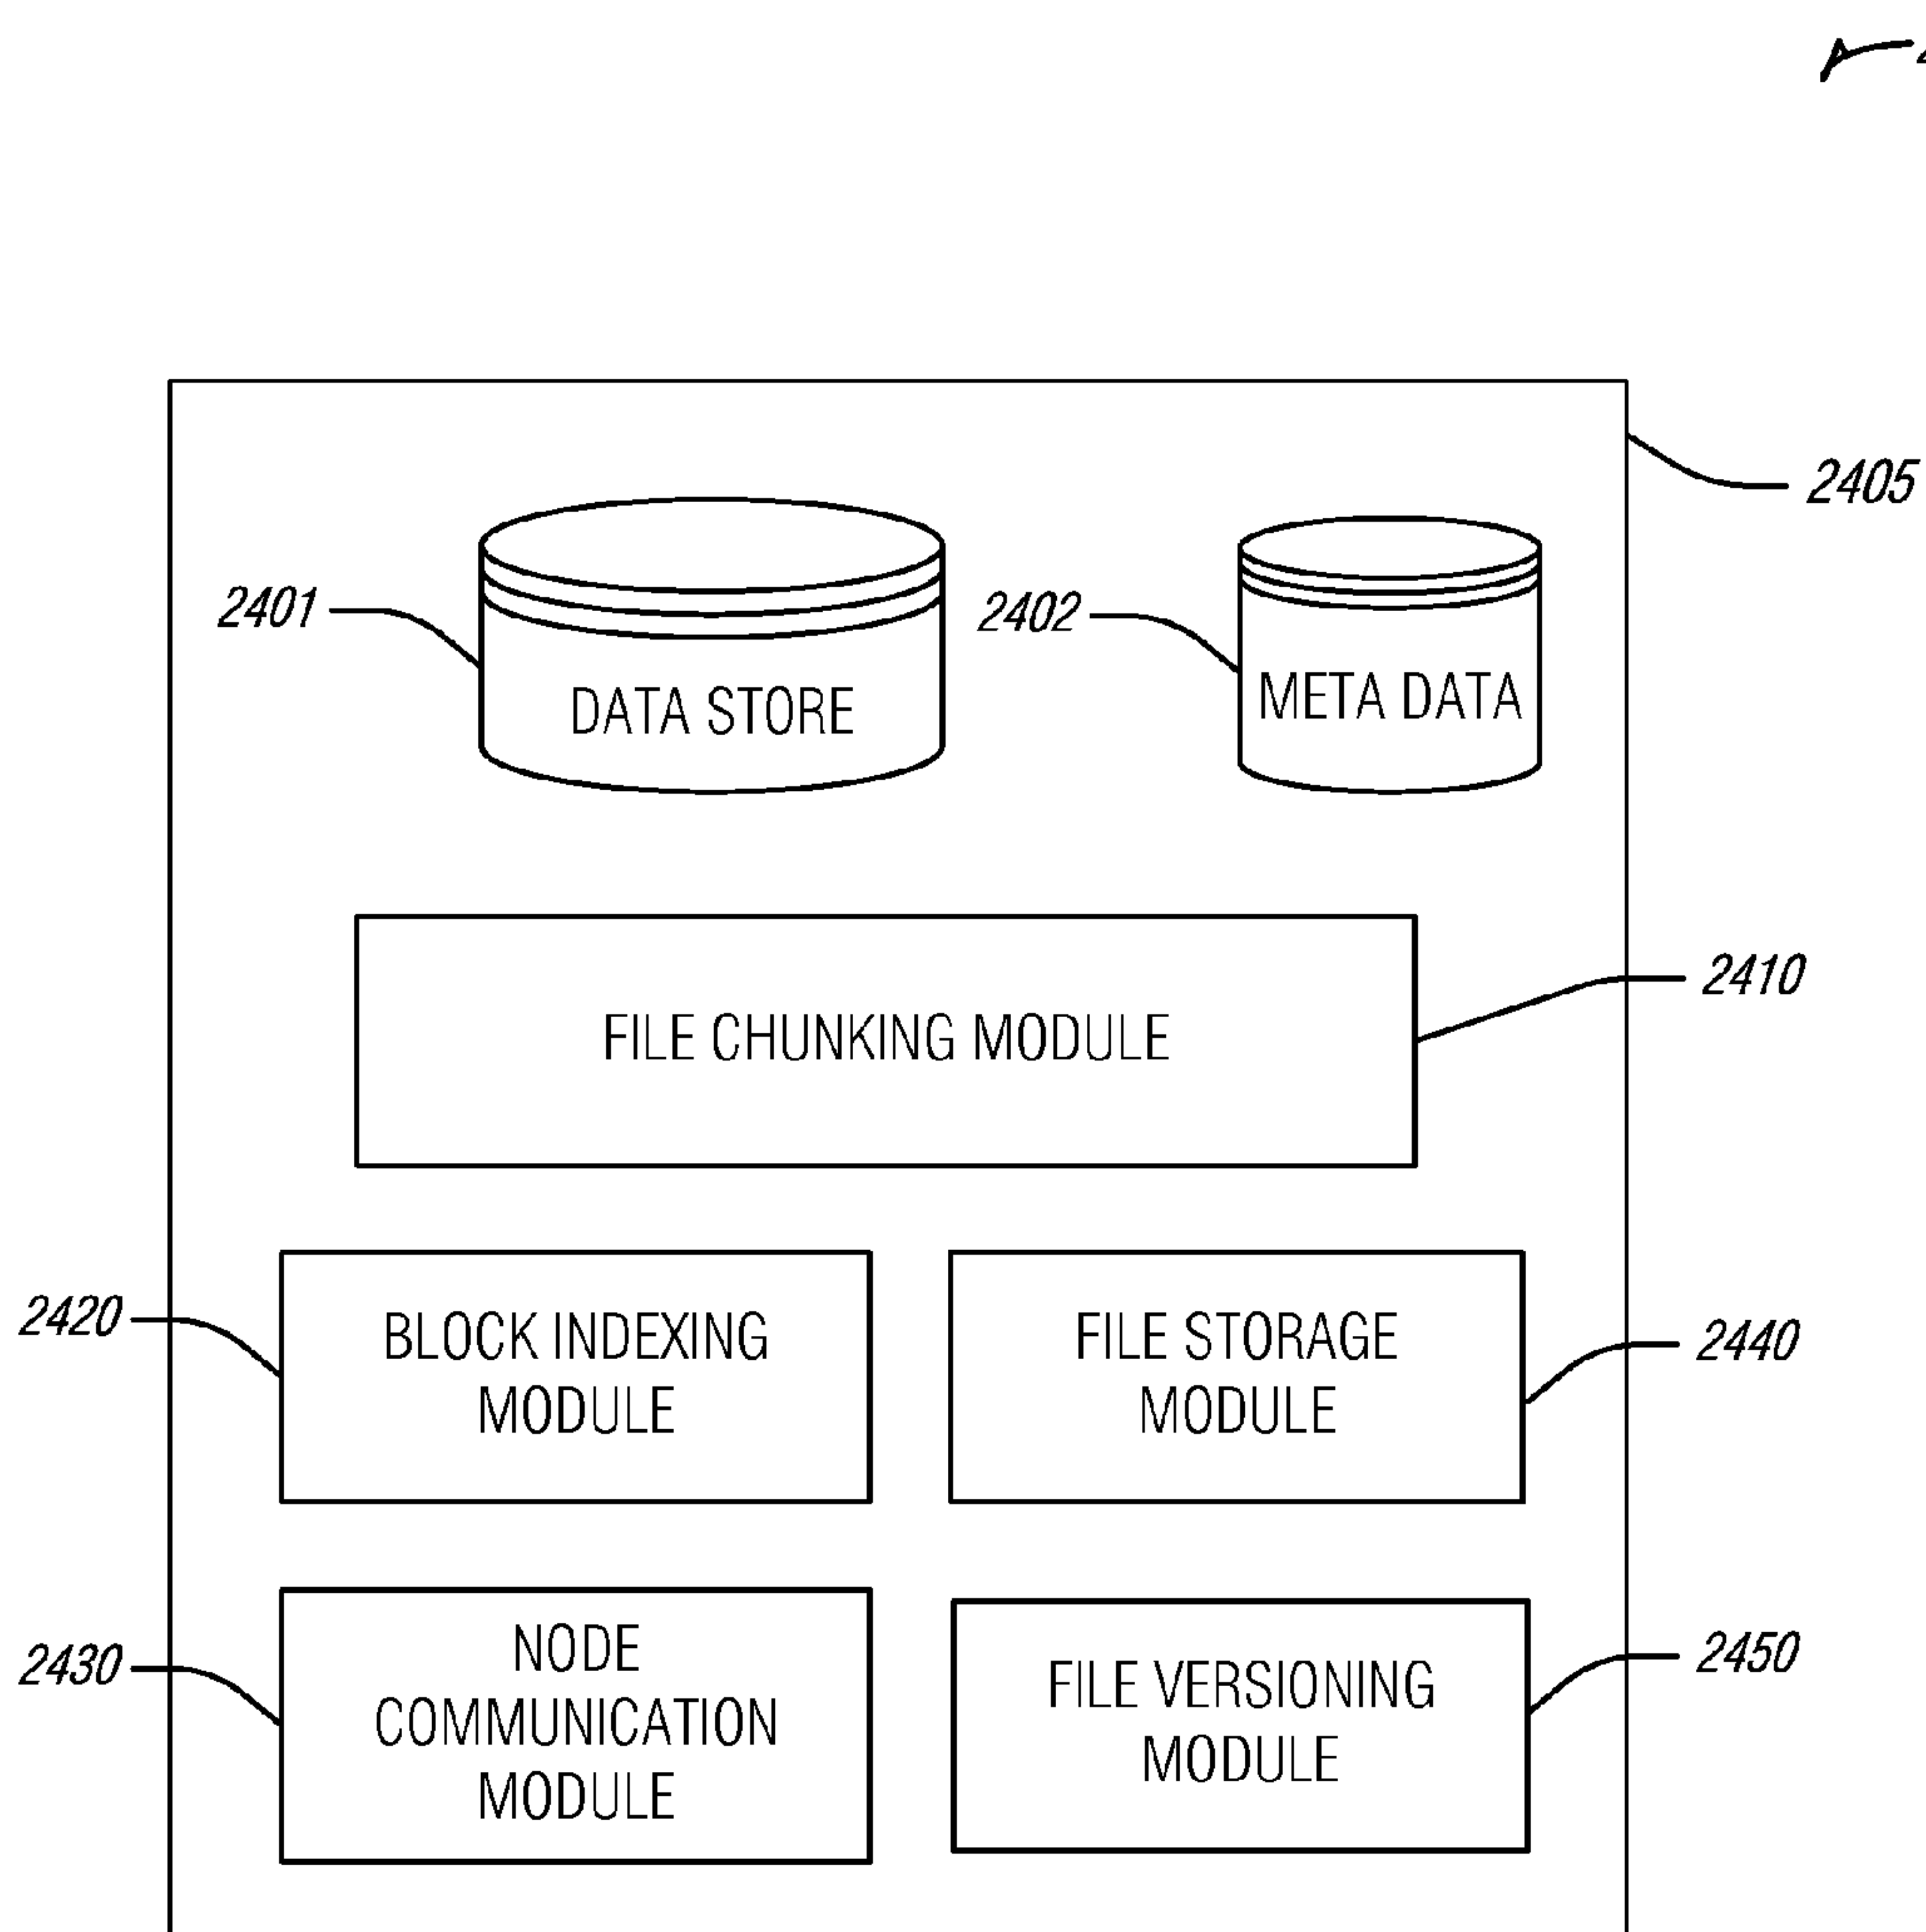 2405
2401
2402
DATA STORE
META DATA
2410
FILE CHUNKING MODULE
2420
BLOCK INDEXING
MODULE
FILE STORAGE
MODULE
2440
2430
NODE
COMMUNICATION
MODULE
FILE VERSIONING
MODULE
2450